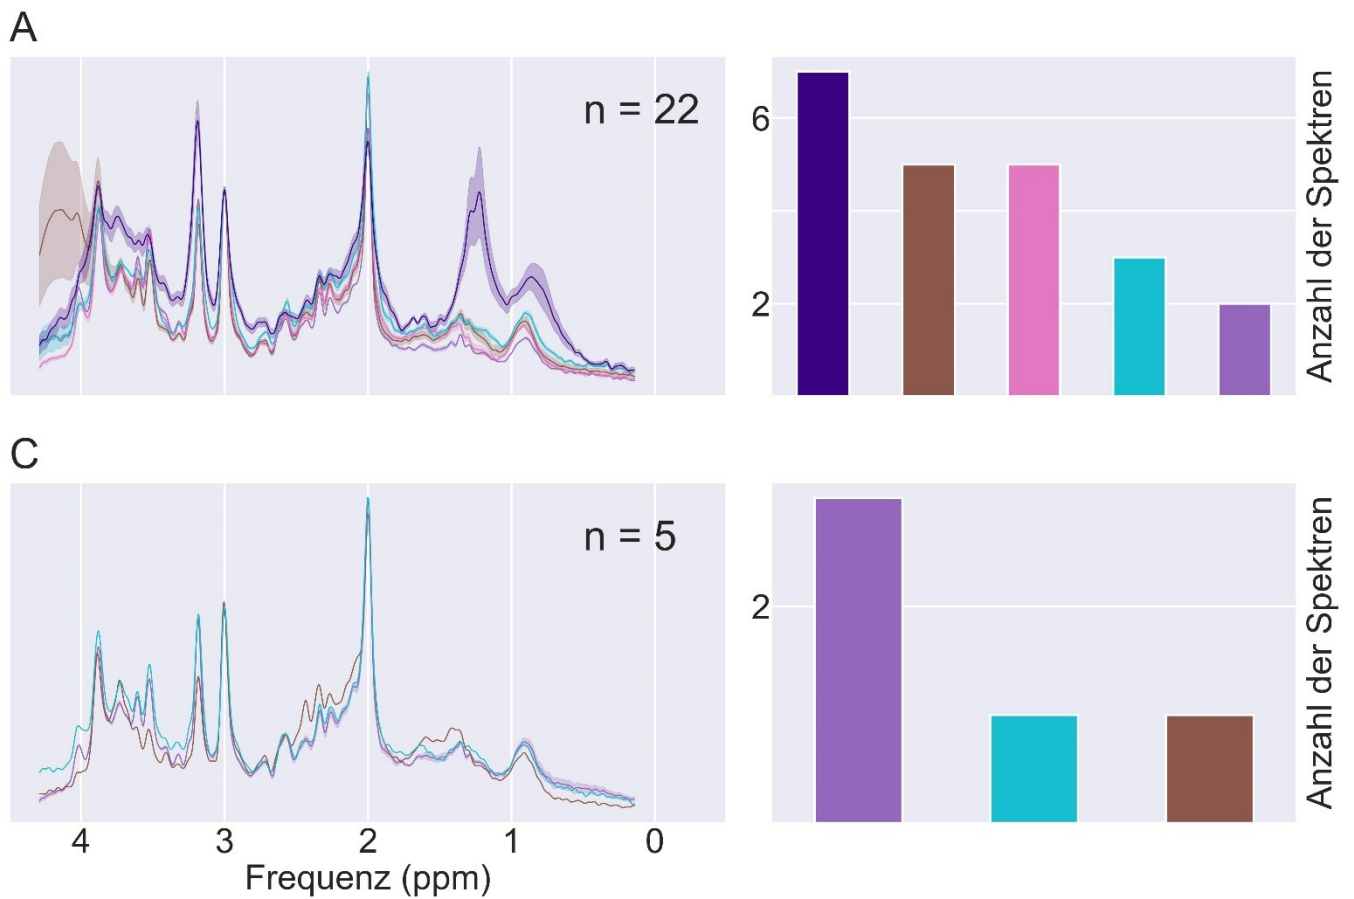 A
n = 22
6
2
Anzahl der Spektren
C
n = 5
2
Anzahl der Spektren
4 3 2 1 0
Frequenz (ppm)